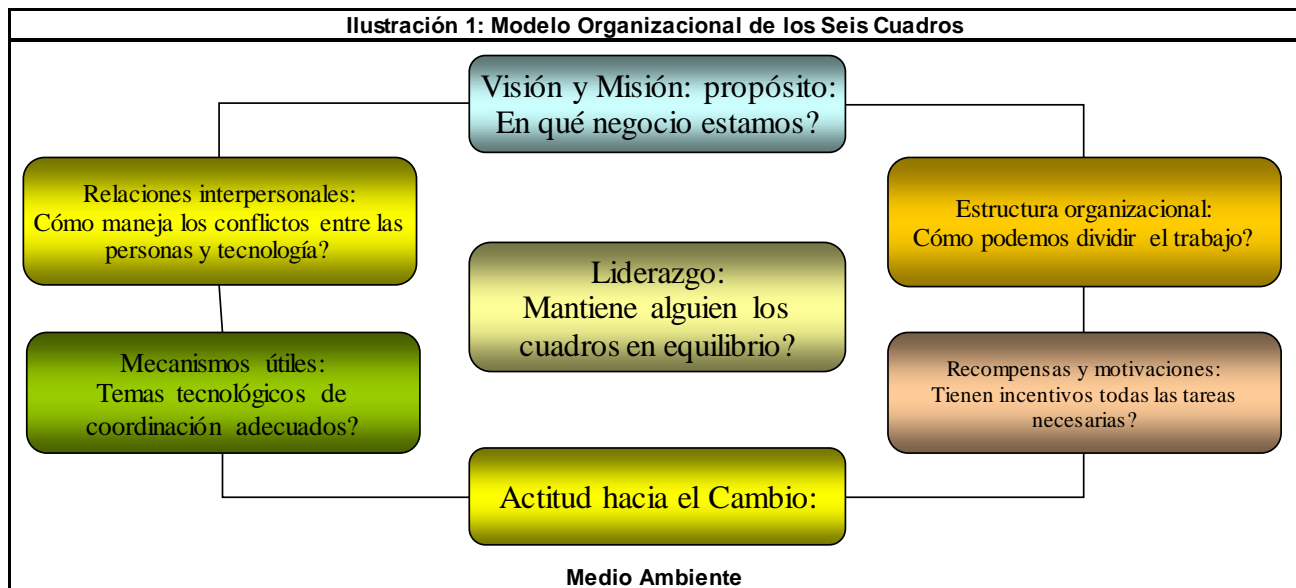 Ilustración 1: Modelo Organizacional de los Seis Cuadros
Visión y Misión: propósito:
En qué negocio estamos?
Relaciones interpersonales:
Cómo maneja los conflictos entre las
personas y tecnología?
Estructura organizacional:
Cómo podemos dividir el trabajo?
Liderazgo:
Mantiene alguien los
cuadros en equilibrio?
Mecanismos útiles:
Temas tecnológicos de
coordinación adecuados?
Recompensas y motivaciones:
Tienen incentivos todas las tareas
necesarias?
Actitud hacia el Cambio:
Medio Ambiente